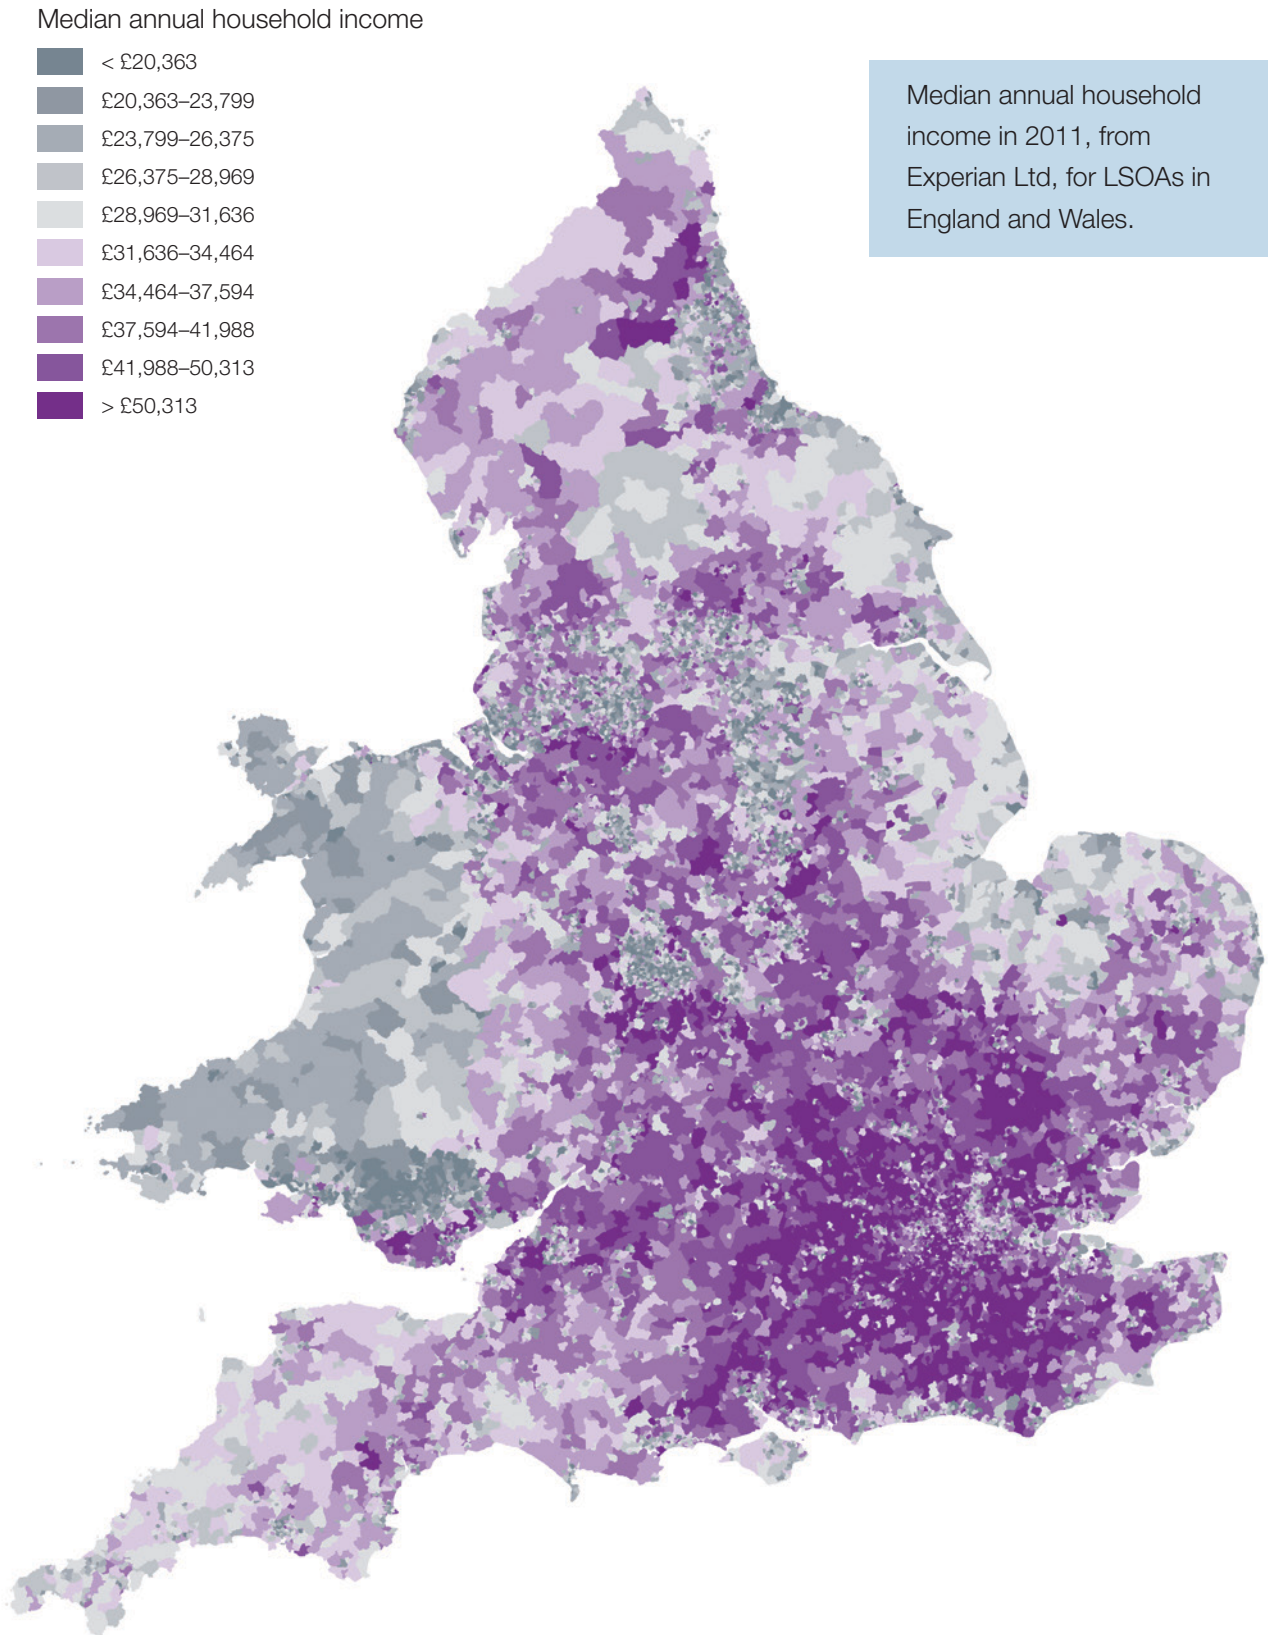 Median annual household income
< £20,363
£20,363–23,799
£23,799–26,375
£26,375–28,969
£28,969–31,636
£31,636–34,464
£34,464–37,594
£37,594–41,988
£41,988–50,313
> £50,313
Median annual household
income in 2011, from
Experian Ltd, for LSOAs in
England and Wales.